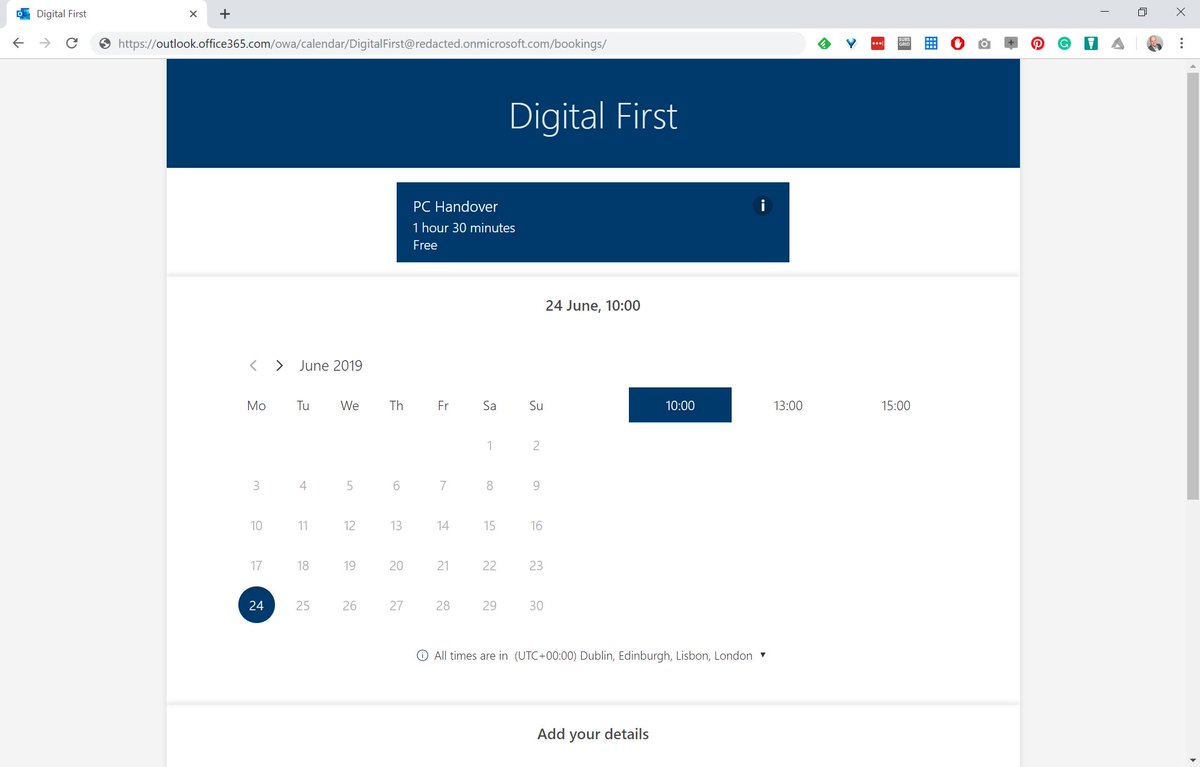 Digital First
https://outlook.office365.com/owa/calendar/DigitalFirst@redacted.onmicrosoft.com/bookings/
Digital First
PC Handover
1 hour 30 minutes
Free
24 June, 10:00
June 2019
Mo Tu We Th Fr Sa Su
10:00 13:00 15:00
1 2
3 4 5 6 7 8 9
10 11 12 13 14 15 16
17 18 19 20 21 22 23
24 25 26 27 28 29 30
All times are in (UTC+00:00) Dublin, Edinburgh, Lisbon, London
Add your details